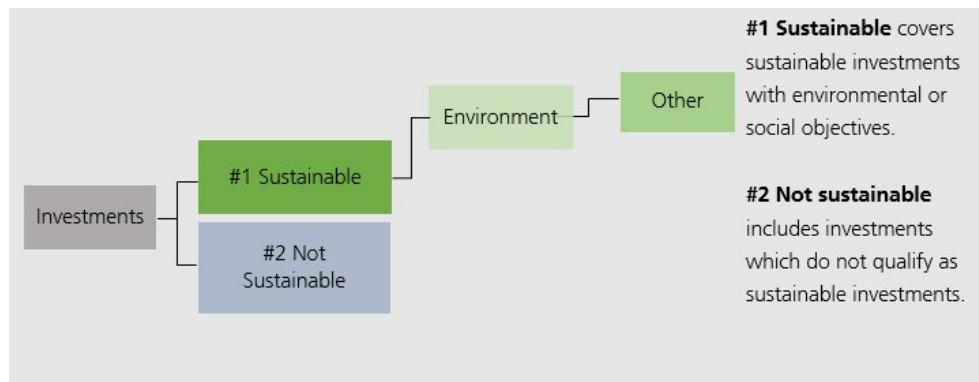 Investments
#1 Sustainable
#2 Not
Sustainable
Environment
Other
#1 Sustainable covers
sustainable investments
with environmental or
social objectives.
#2 Not sustainable
includes investments
which do not qualify as
sustainable investments.